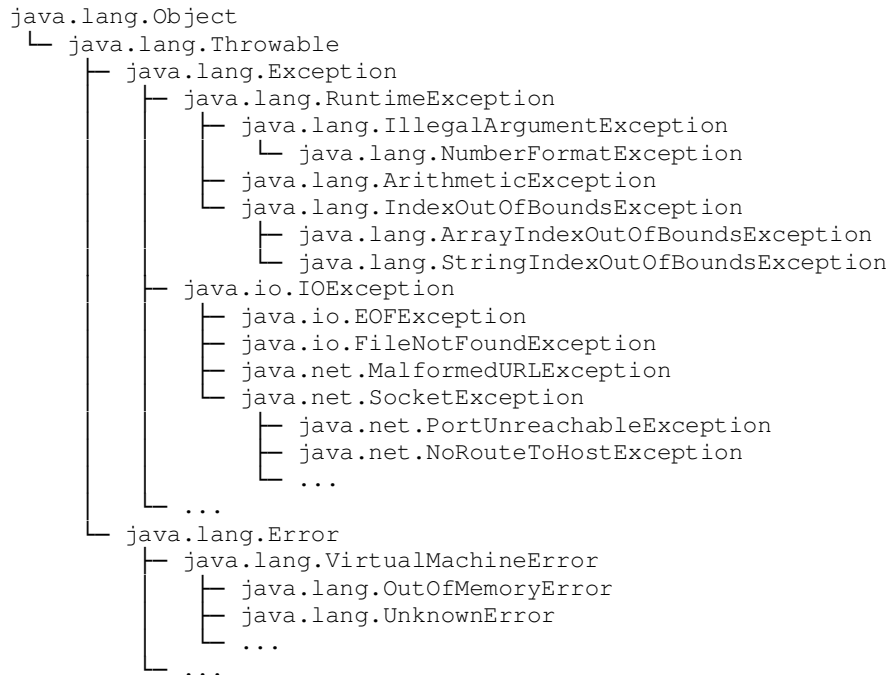 java.lang.Object
java.lang.Throwable
java.lang.Exception
java.lang.RuntimeException
java.lang.IllegalArgumentException
java.lang.NumberFormatException
java.lang.ArithmeticException
java.lang.IndexOutOfBoundsException
java.lang.ArrayIndexOutOfBoundsException
java.lang.StringIndexOutOfBoundsException
java.io.IOException
java.io.EOFException
java.io.FileNotFoundException
java.net.MalformedURLException
java.net.SocketException
java.net.PortUnreachableException
java.net.NoRouteToHostException
...
...
java.lang.Error
java.lang.VirtualMachineError
java.lang.OutOfMemoryError
java.lang.UnknownError
...
...